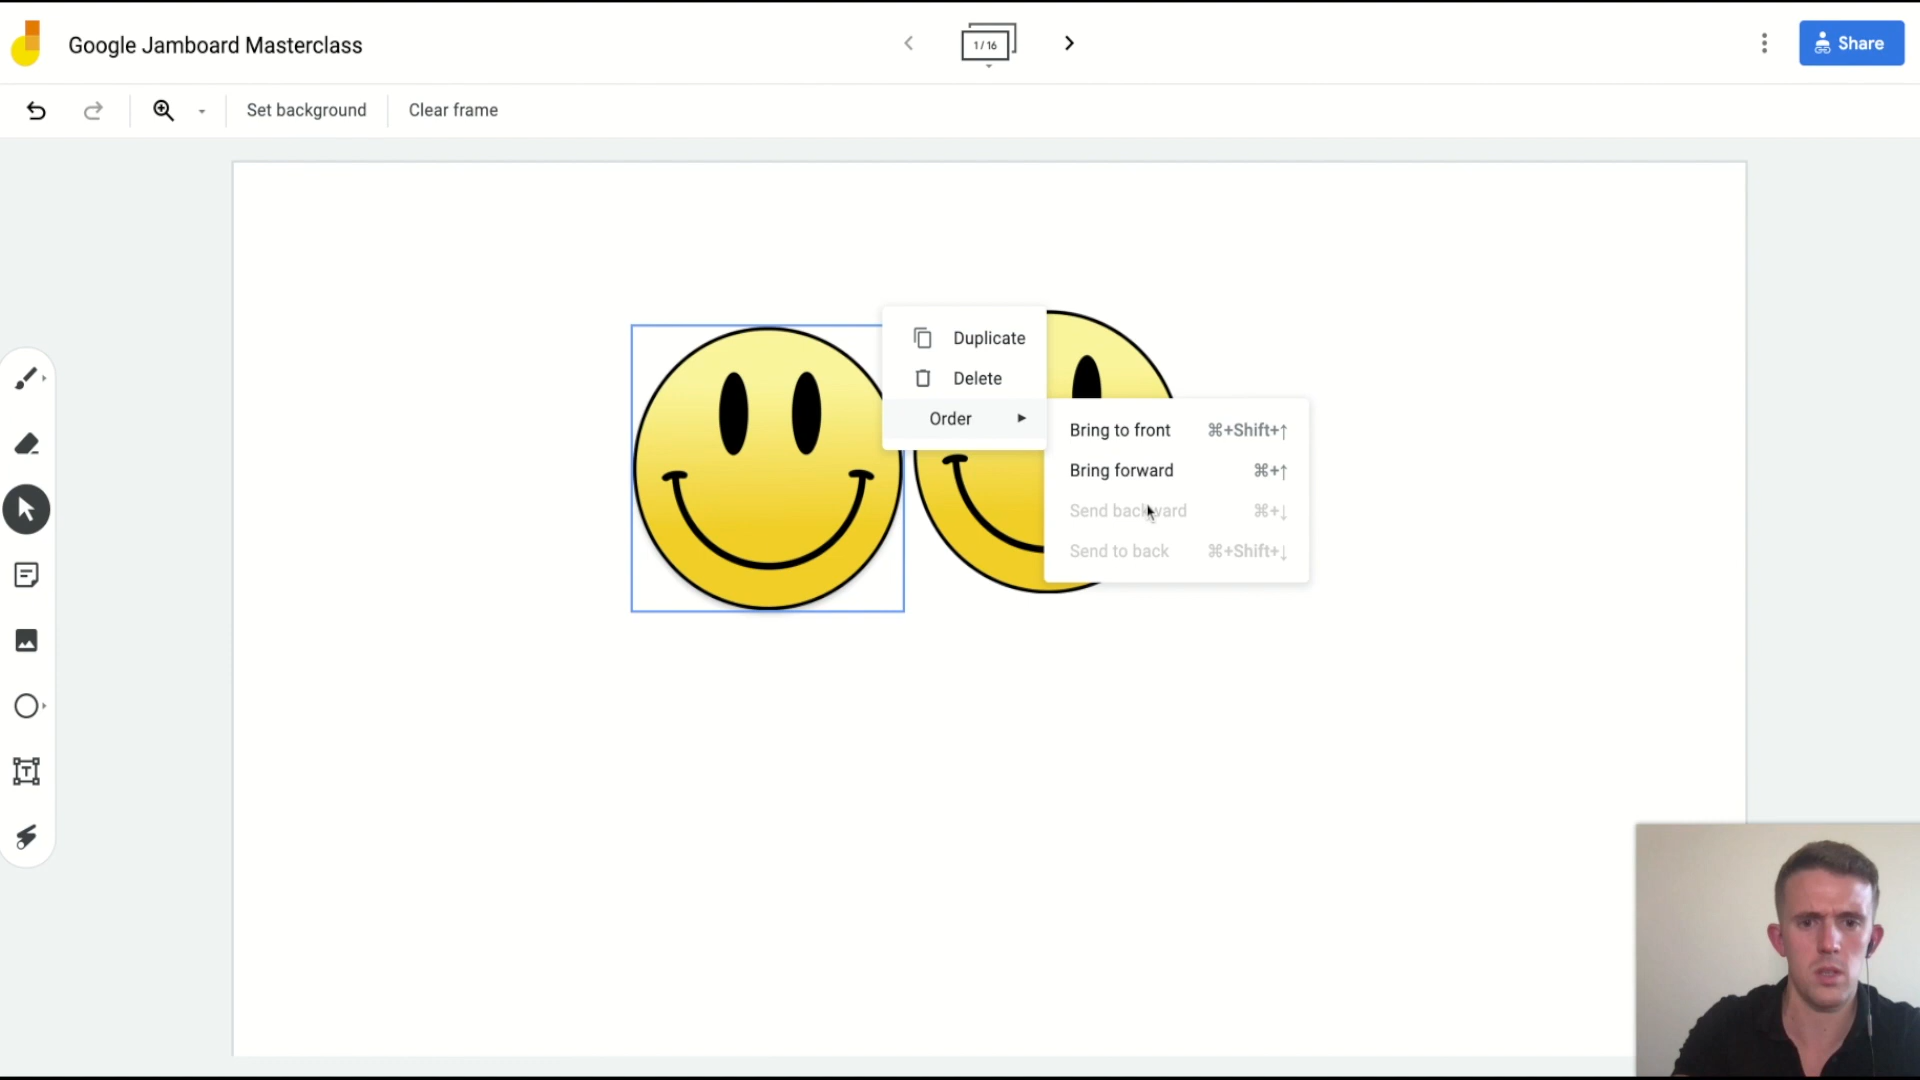 Google Jamboard Masterclass
1 / 16
Share
Set background
Clear frame
Duplicate
Delete
Order
Bring to front ⌘+Shift+↑
Bring forward ⌘+↑
Send backward ⌘+↓
Send to back ⌘+Shift+↓
T